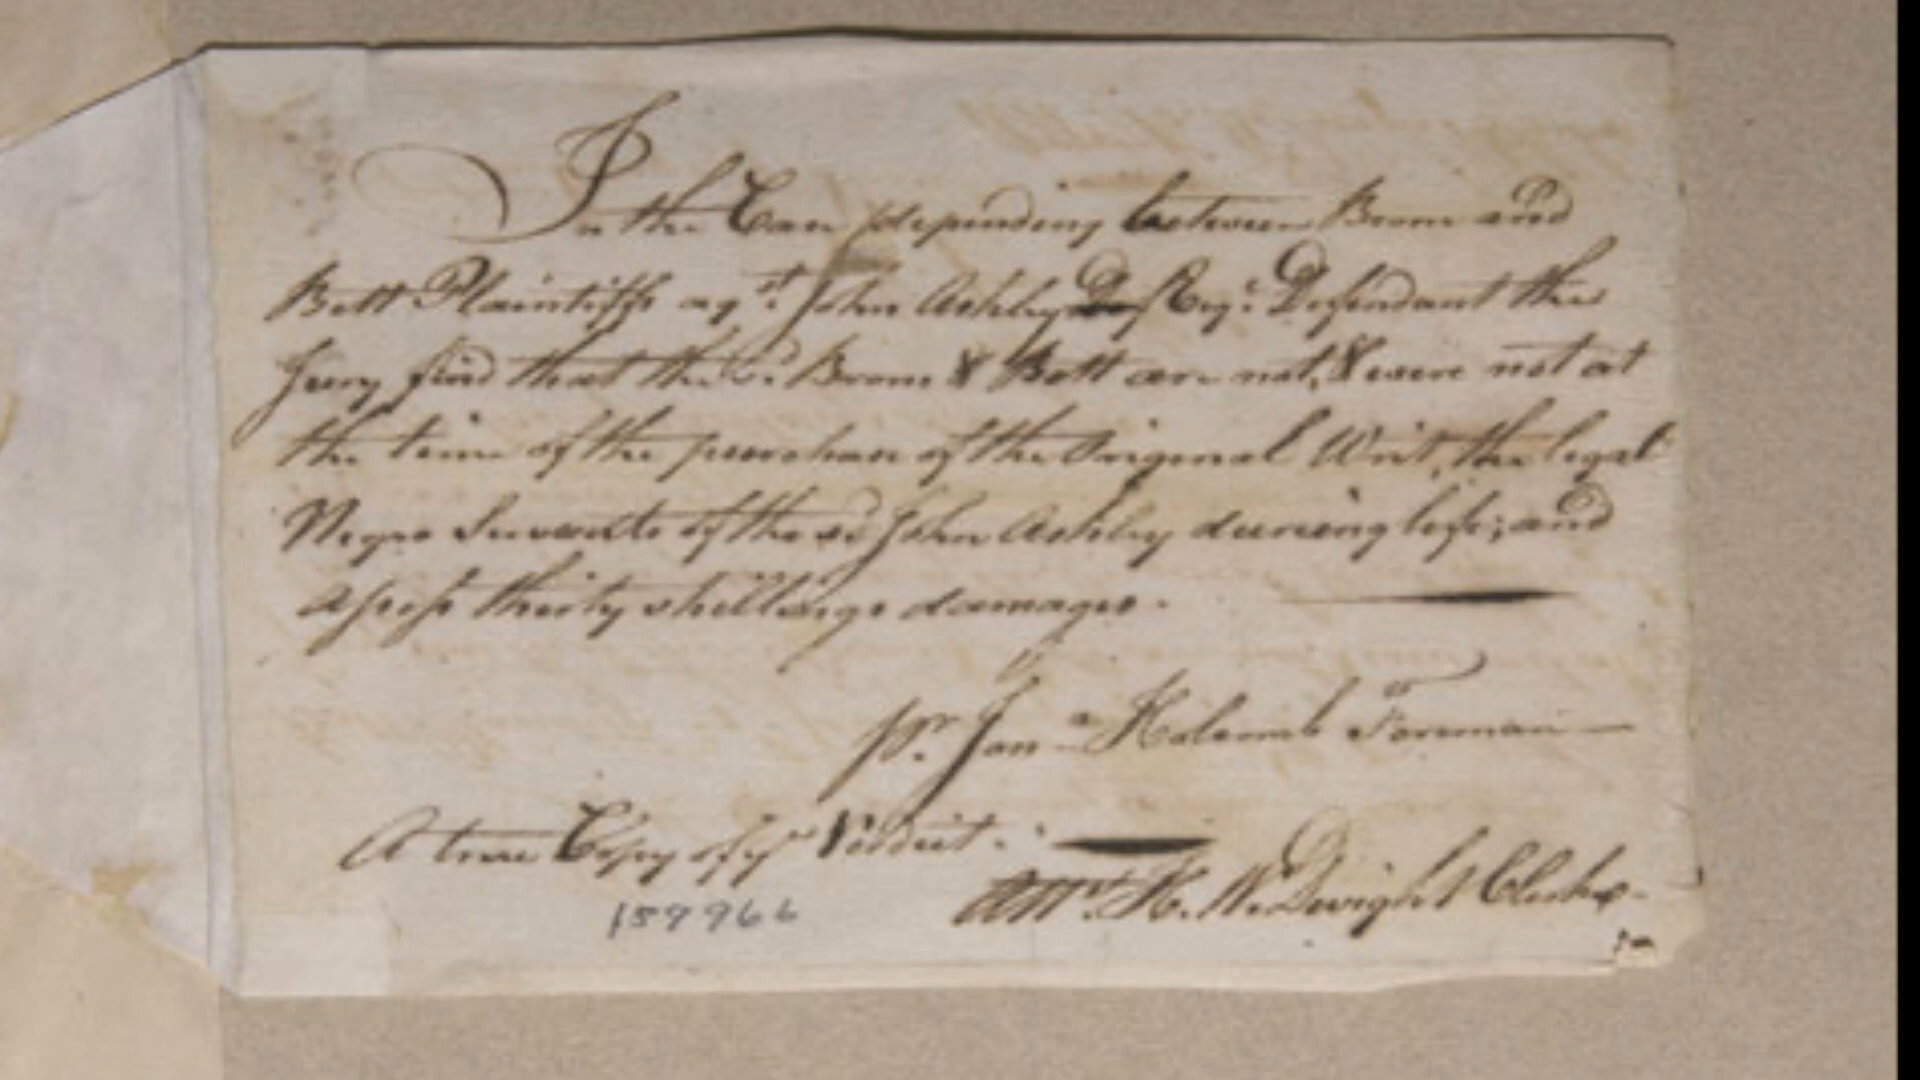 In the Case depending between Brom and
Bett Plaintiffs agst. John Ashley Esqr. Defendant the
Jury find that the sd. Brom & Bett are not, & were not at
the time of the purchase of the Original Writ, the legal
Negro Servants of the sd John Ashley during life; and
Assess thirty shillings damages.
pr. Jona Holcomb Foreman
A true Copy of ye Verdict.
Attst. H. W. Dwight Clerk
159966